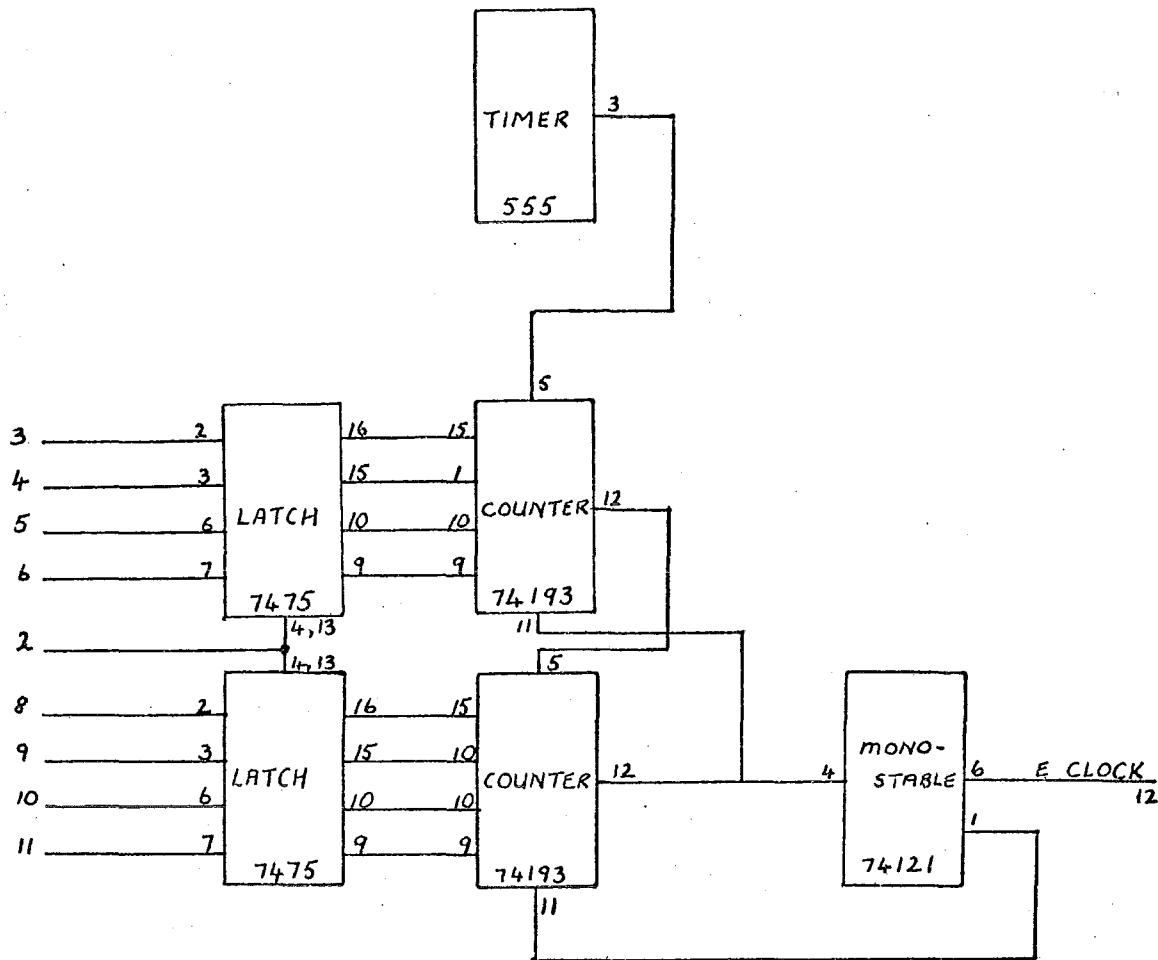 TIMER
3
555
5
3 2 16 15
4 3 15 1
LATCH COUNTER 12
5 6 10 10
6 7 9 9
7475 74193
4,13 11
2
4,13 5
8 2 16 15
9 3 15 10
LATCH COUNTER 12 4
MONO-
STABLE 6 E CLOCK
12
10 6 10 10
1
11 7 9 9
7475 74193 74121
11